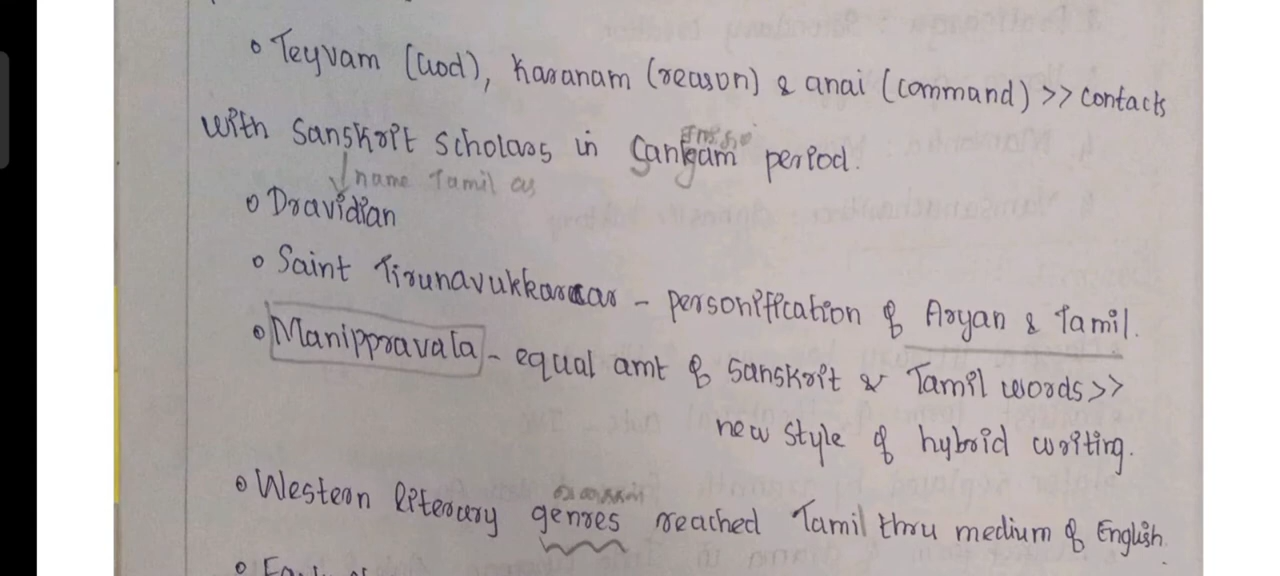 • Teyvam (God), karanam (reason) & anai (command) >> contacts
with Sanskrit scholars in Sangam period.
name Tamil as
• Dravidian
• Saint Tirunavukkarasar - personification of Aryan & Tamil.
• Manippravala - equal amt of Sanskrit & Tamil words >>
new style of hybrid writing.
• Western literary genres reached Tamil thru medium of English.